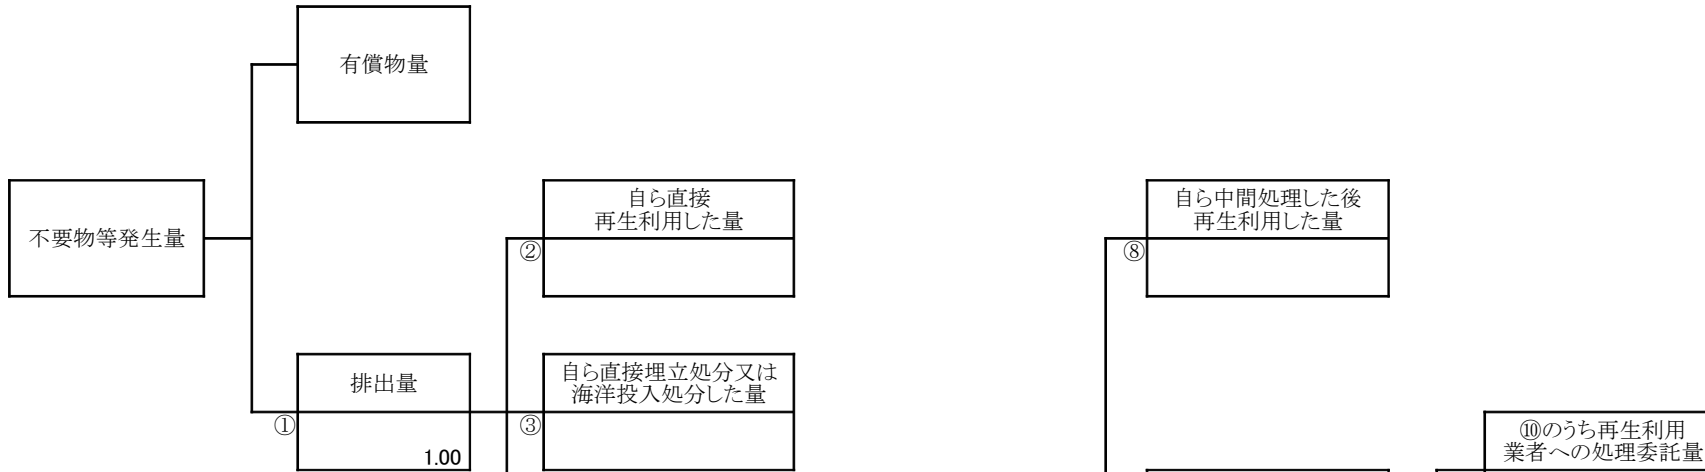 有償物量
不要物等発生量
自ら直接
再生利用した量
②
自ら中間処理した後
再生利用した量
⑧
排出量
①
1.00
自ら直接埋立処分又は
海洋投入処分した量
③
⑩のうち再生利用
業者への処理委託量